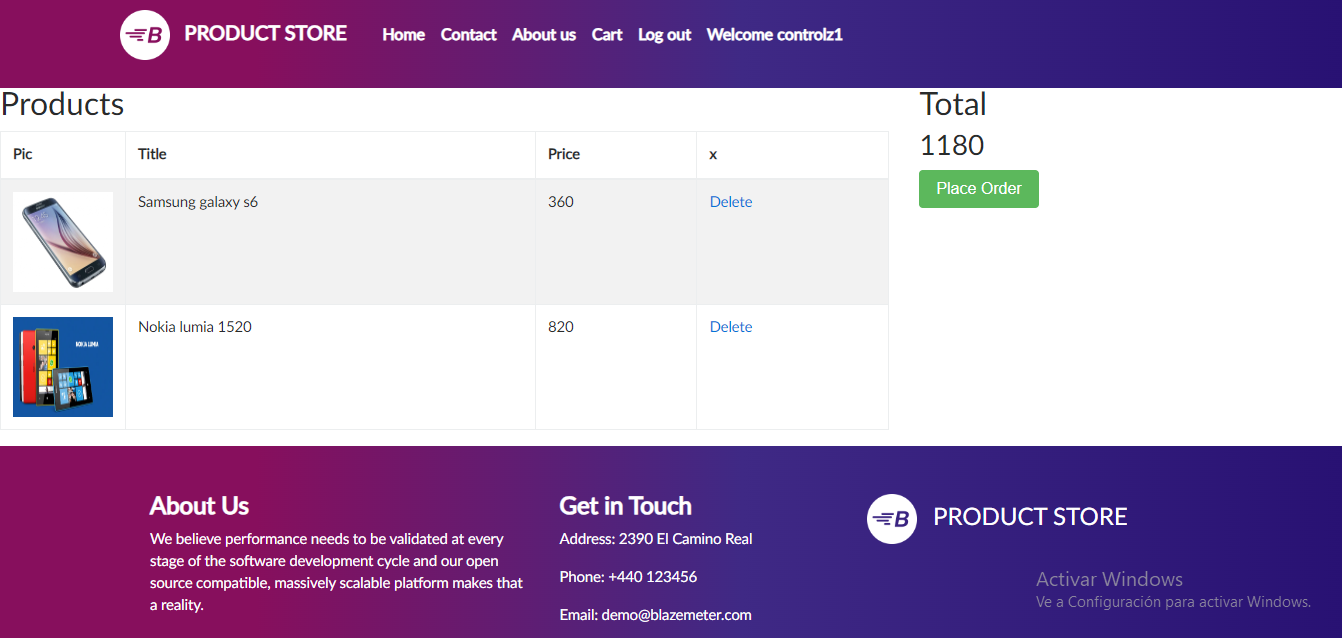 B PRODUCT STORE Home Contact About us Cart Log out Welcome controlz1
Products
Pic Title Price x
Samsung galaxy s6 360 Delete
NOKIA LUMIA
Nokia lumia 1520 820 Delete
Total
1180
Place Order
About Us
We believe performance needs to be validated at every
stage of the software development cycle and our open
source compatible, massively scalable platform makes that
a reality.
Get in Touch
Address: 2390 El Camino Real
Phone: +440 123456
Email: demo@blazemeter.com
B PRODUCT STORE
Activar Windows
Ve a Configuración para activar Windows.